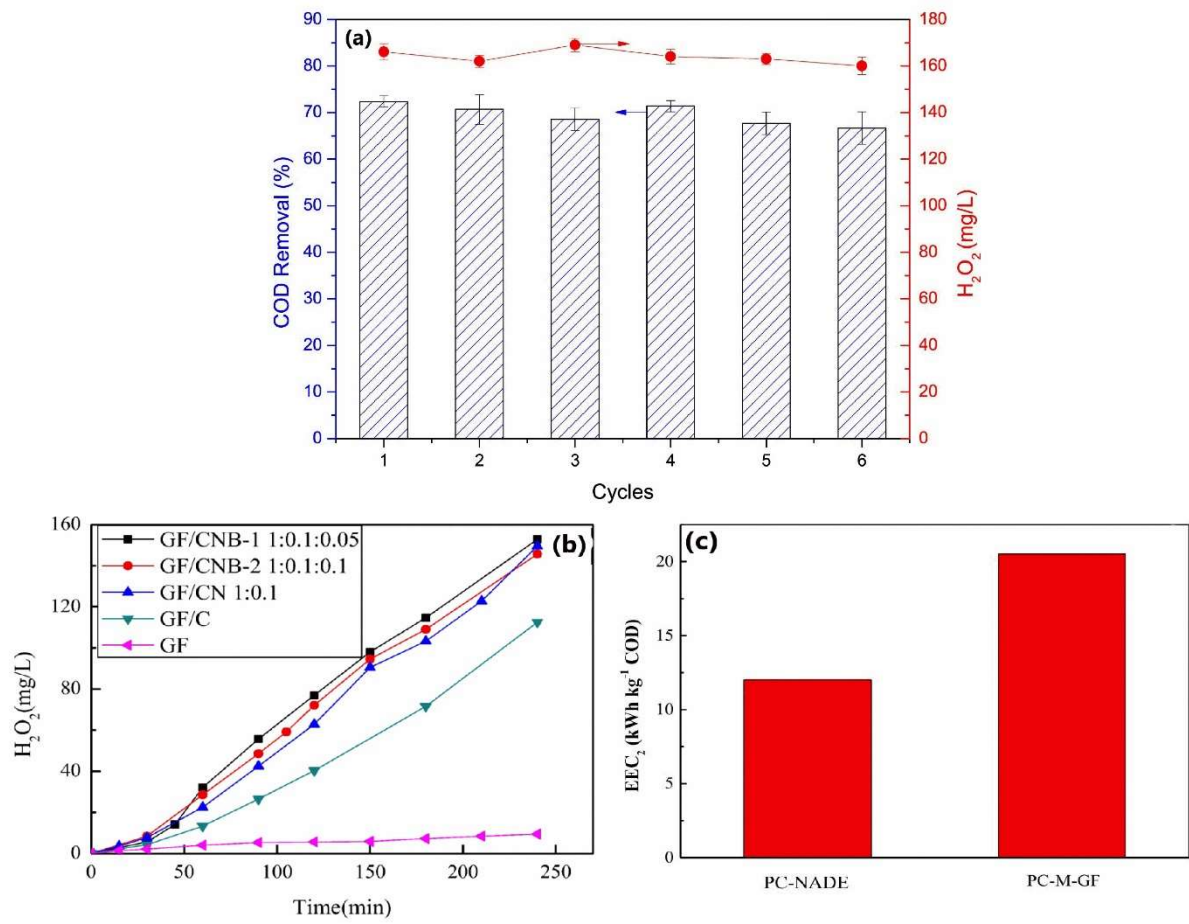 (a)
90
80
70
60
50
40
30
20
10
0
COD Removal (%)
180
160
140
120
100
80
60
40
20
0
H₂O₂ (mg/L)
1 2 3 4 5 6
Cycles
(b)
160
120
80
40
0
H₂O₂(mg/L)
GF/CNB-1 1:0.1:0.05
GF/CNB-2 1:0.1:0.1
GF/CN 1:0.1
GF/C
GF
0 50 100 150 200 250
Time(min)
(c)
20
15
10
5
0
EEC₂ (kWh kg⁻¹ COD)
PC-NADE PC-M-GF